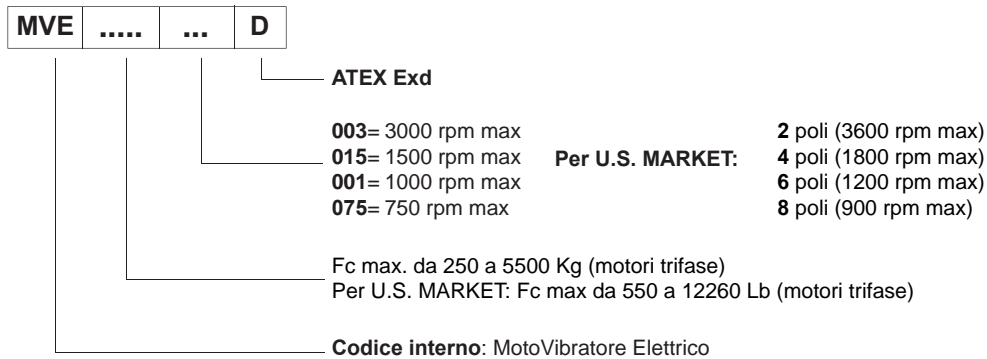 MVE ..... ... D
ATEX Exd
003= 3000 rpm max
015= 1500 rpm max
001= 1000 rpm max
075= 750 rpm max
Per U.S. MARKET:
2 poli (3600 rpm max)
4 poli (1800 rpm max)
6 poli (1200 rpm max)
8 poli (900 rpm max)
Fc max. da 250 a 5500 Kg (motori trifase)
Per U.S. MARKET: Fc max da 550 a 12260 Lb (motori trifase)
Codice interno: MotoVibratore Elettrico